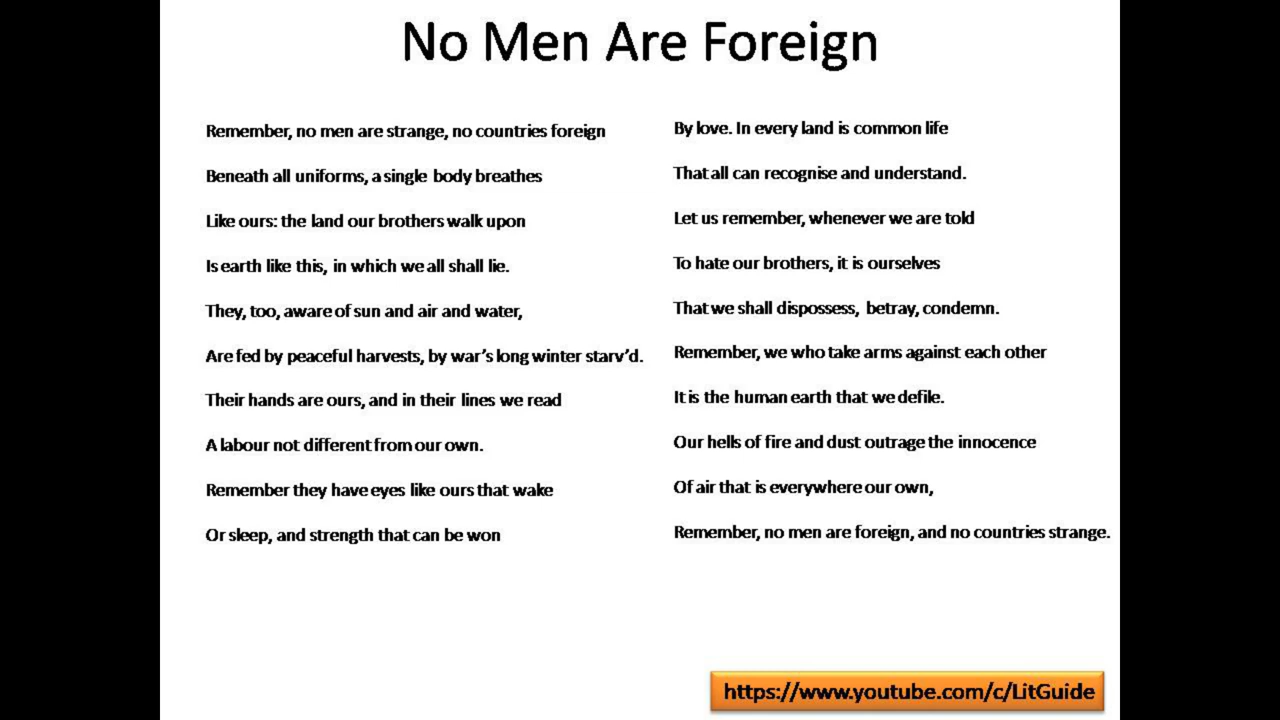 No Men Are Foreign
Remember, no men are strange, no countries foreign
Beneath all uniforms, a single body breathes
Like ours: the land our brothers walk upon
Is earth like this, in which we all shall lie.
They, too, aware of sun and air and water,
Are fed by peaceful harvests, by war's long winter starv'd.
Their hands are ours, and in their lines we read
A labour not different from our own.
Remember they have eyes like ours that wake
Or sleep, and strength that can be won
By love. In every land is common life
That all can recognise and understand.
Let us remember, whenever we are told
To hate our brothers, it is ourselves
That we shall dispossess, betray, condemn.
Remember, we who take arms against each other
It is the human earth that we defile.
Our hells of fire and dust outrage the innocence
Of air that is everywhere our own,
Remember, no men are foreign, and no countries strange.
https://www.youtube.com/c/LitGuide